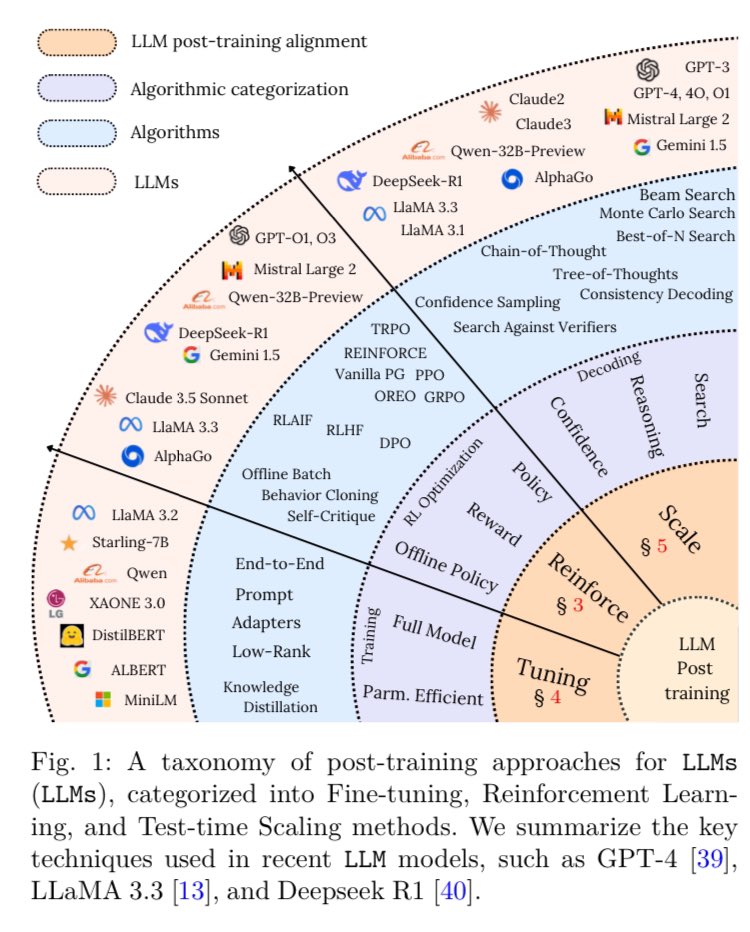 LLM post-training alignment
Algorithmic categorization
Algorithms
LLMs
GPT-3
GPT-4, 4O, O1
Mistral Large 2
Gemini 1.5
Claude2
Claude3
Alibaba.com
Qwen-32B-Preview
AlphaGo
DeepSeek-R1
LlaMA 3.3
LlaMA 3.1
Beam Search
Monte Carlo Search
Best-of-N Search
Chain-of-Thought
Tree-of-Thoughts
Consistency Decoding
Confidence Sampling
Search Against Verifiers
Decoding
Confidence
Reasoning
Search
Scale
§ 5
GPT-O1, O3
Mistral Large 2
Alibaba.com
Qwen-32B-Preview
DeepSeek-R1
Gemini 1.5
Claude 3.5 Sonnet
LlaMA 3.3
AlphaGo
TRPO
REINFORCE
Vanilla PG PPO
OREO GRPO
RLAIF
RLHF
DPO
Offline Batch
Behavior Cloning
Self-Critique
RL Optimization
Policy
Reward
Offline Policy
Reinforce
§ 3
LlaMA 3.2
Starling-7B
Alibaba.com
Qwen
LG
XAONE 3.0
DistilBERT
ALBERT
MiniLM
End-to-End
Prompt
Adapters
Low-Rank
Knowledge
Distillation
Training
Full Model
Parm. Efficient
Tuning
§ 4
LLM
Post
training
Fig. 1: A taxonomy of post-training approaches for LLMs
(LLMs), categorized into Fine-tuning, Reinforcement Learn-
ing, and Test-time Scaling methods. We summarize the key
techniques used in recent LLM models, such as GPT-4 [39],
LLaMA 3.3 [13], and Deepseek R1 [40].